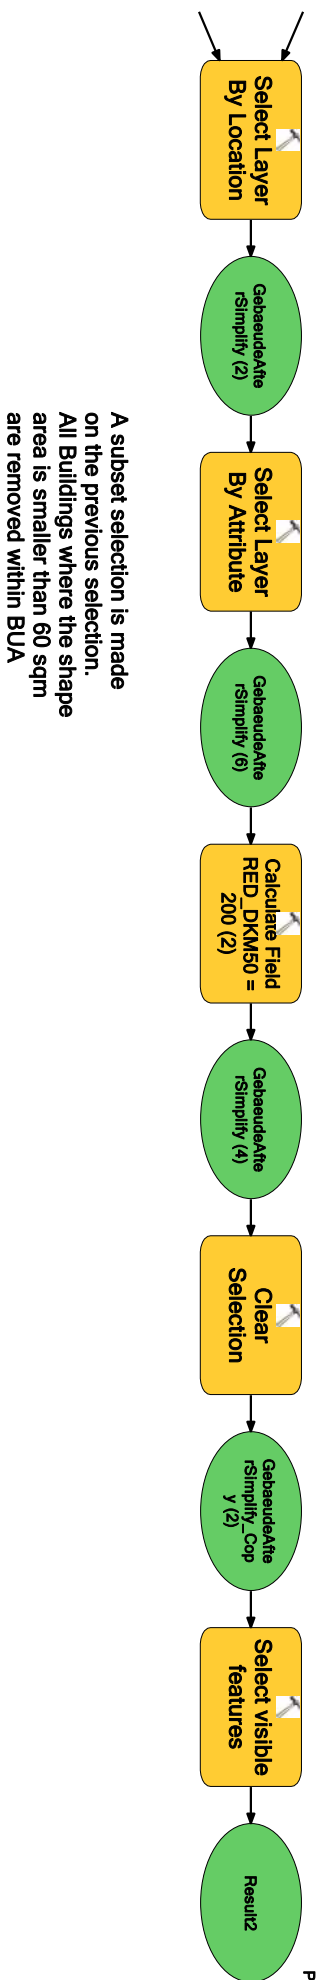 Select Layer
By Location
GebaeudeAfte
rSimplify (2)
Select Layer
By Attribute
GebaeudeAfte
rSimplify (6)
Calculate Field
RED_DKM50 =
200 (2)
GebaeudeAfte
rSimplify (4)
Clear
Selection
GebaeudeAfte
rSimplify_Cop
y (2)
Select visible
features
Result2
P
A subset selection is made
on the previous selection.
All Buildings where the shape
area is smaller than 60 sqm
are removed within BUA